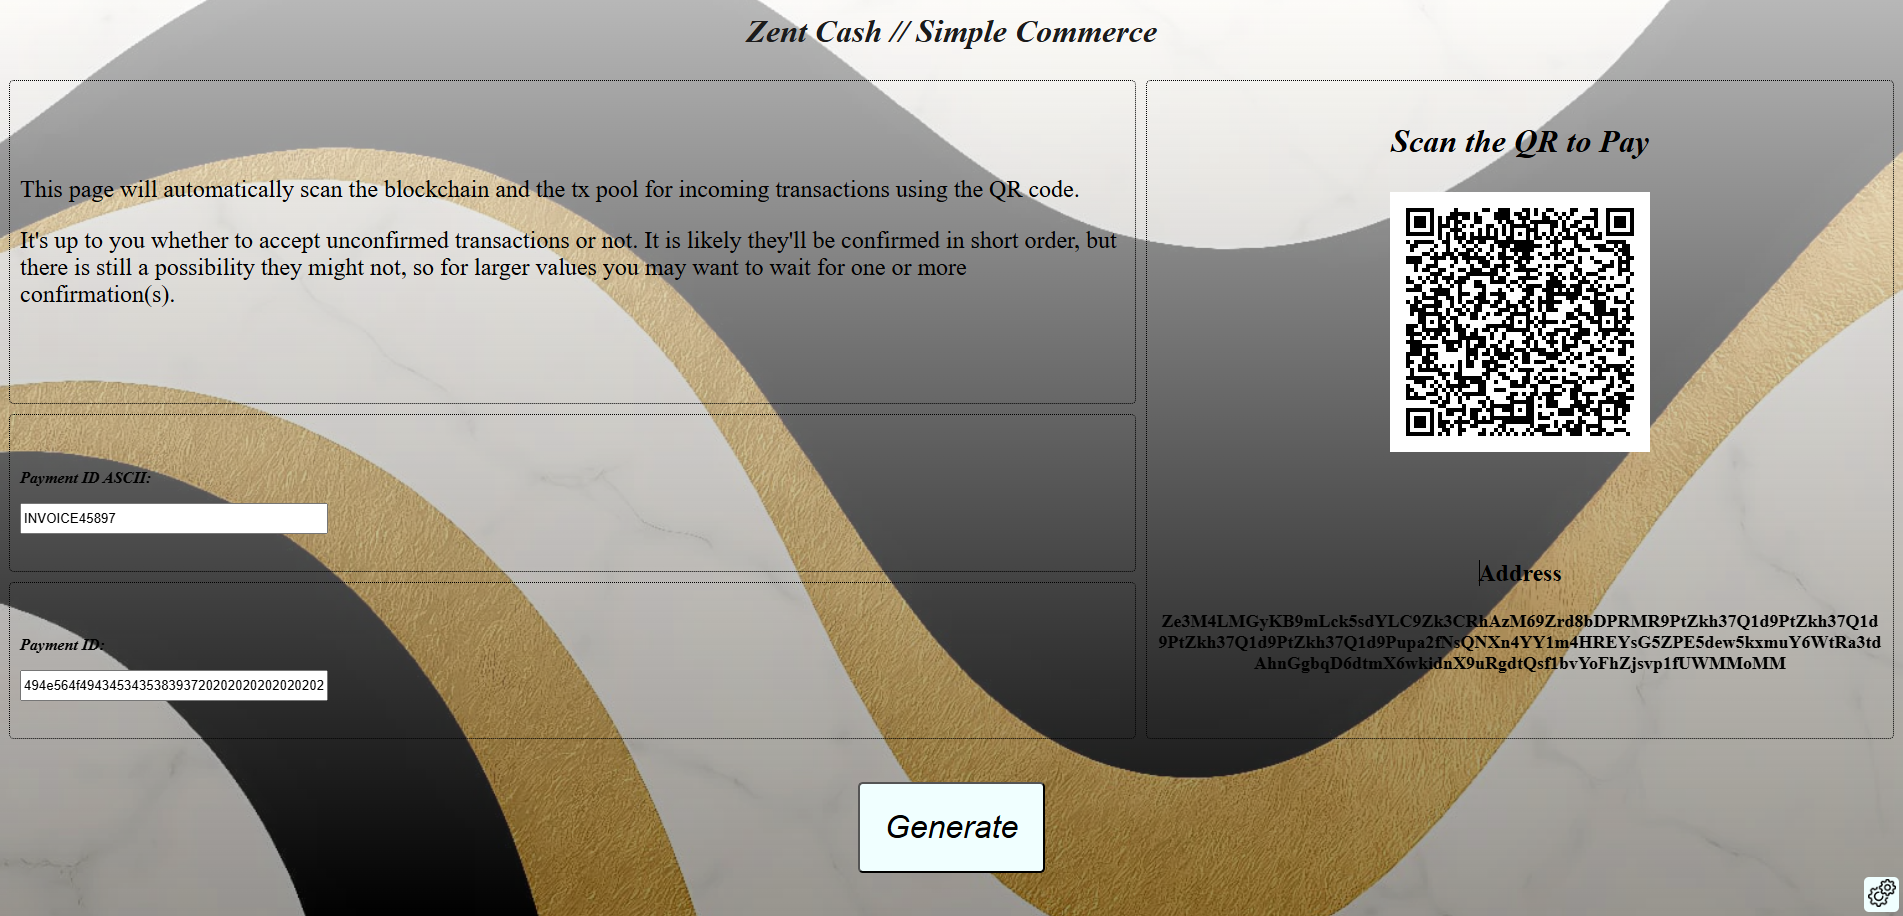 Zent Cash // Simple Commerce
This page will automatically scan the blockchain and the tx pool for incoming transactions using the QR code.
It's up to you whether to accept unconfirmed transactions or not. It is likely they'll be confirmed in short order, but
there is still a possibility they might not, so for larger values you may want to wait for one or more
confirmation(s).
Payment ID ASCII:
INVOICE45897
Payment ID:
494e564f49434534353839372020202020202020202
Scan the QR to Pay
Address
Ze3M4LMGyKB9mLck5sdYLC9Zk3CRhAzM69Zrd8bDPRMR9PtZkh37Q1d9PtZkh37Q1d
9PtZkh37Q1d9PtZkh37Q1d9Pupa2fNsQNXn4YY1m4HREYsG5ZPE5dew5kxmuY6WtRa3td
AhnGgbqD6dtmX6wkidnX9uRgdtQsf1bvYoFhZjsvp1fUWMMoMM
Generate